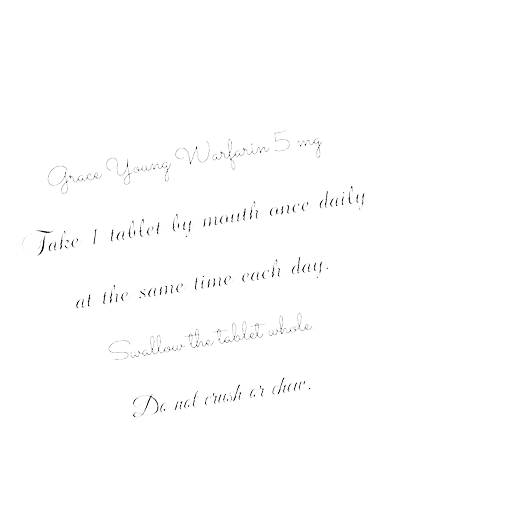 Grace Young Warfarin 5 mg
Take 1 tablet by mouth once daily
at the same time each day.
Swallow the tablet whole.
Do not crush or chew.